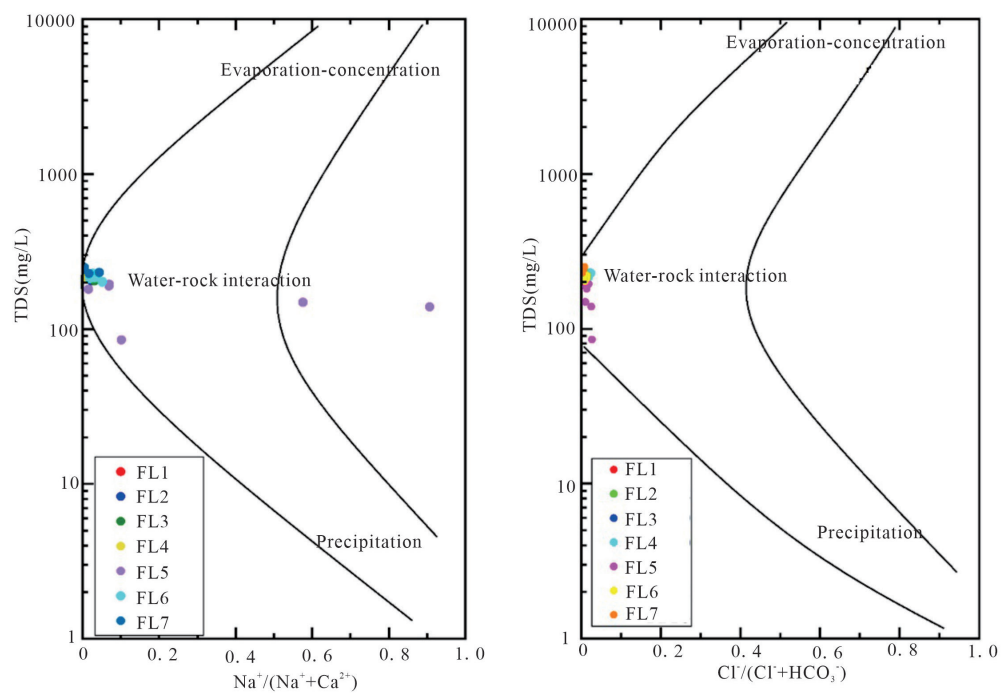 10000
1000
100
10
1
TDS(mg/L)
Evaporation-concentration
Water-rock interaction
Precipitation
FL1
FL2
FL3
FL4
FL5
FL6
FL7
0 0.2 0.4 0.6 0.8 1.0
Na⁺/(Na⁺+Ca²⁺)
10000
1000
100
10
1
TDS(mg/L)
Evaporation-concentration
Water-rock interaction
Precipitation
FL1
FL2
FL3
FL4
FL5
FL6
FL7
0 0.2 0.4 0.6 0.8 1.0
Cl⁻/(Cl⁻+HCO₃⁻)